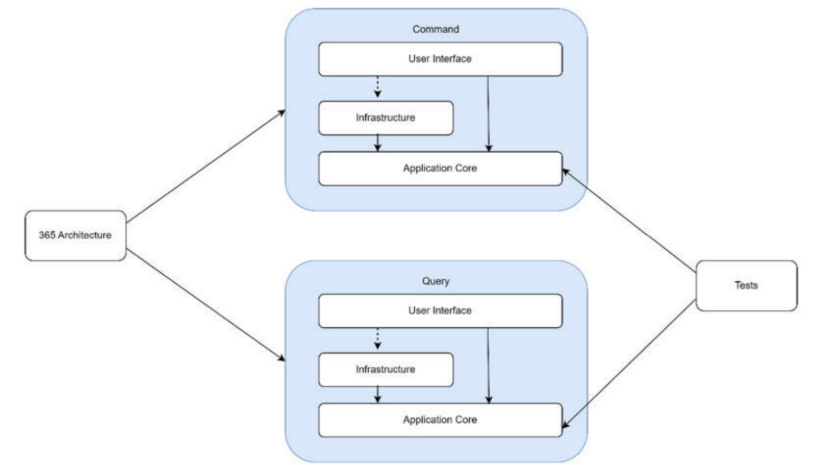 Command
User Interface
Infrastructure
Application Core
365 Architecture
Tests
Query
User Interface
Infrastructure
Application Core